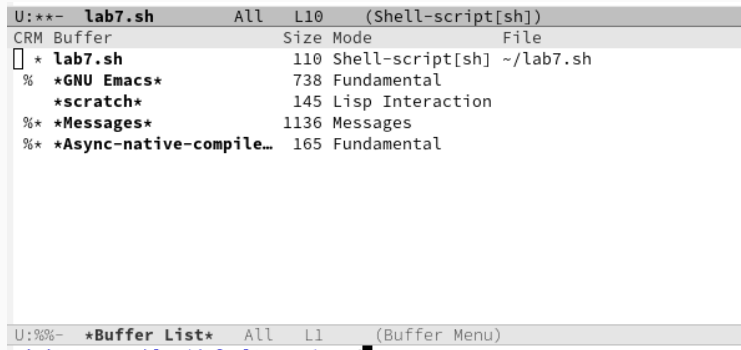 U:**-  lab7.sh        All   L10    (Shell-script[sh])
CRM Buffer                 Size Mode             File
  * lab7.sh                 110 Shell-script[sh] ~/lab7.sh
 %  *GNU Emacs*             738 Fundamental
    *scratch*               145 Lisp Interaction
 %* *Messages*             1136 Messages
 %* *Async-native-compile…  165 Fundamental
U:%%-  *Buffer List*   All   L1     (Buffer Menu)